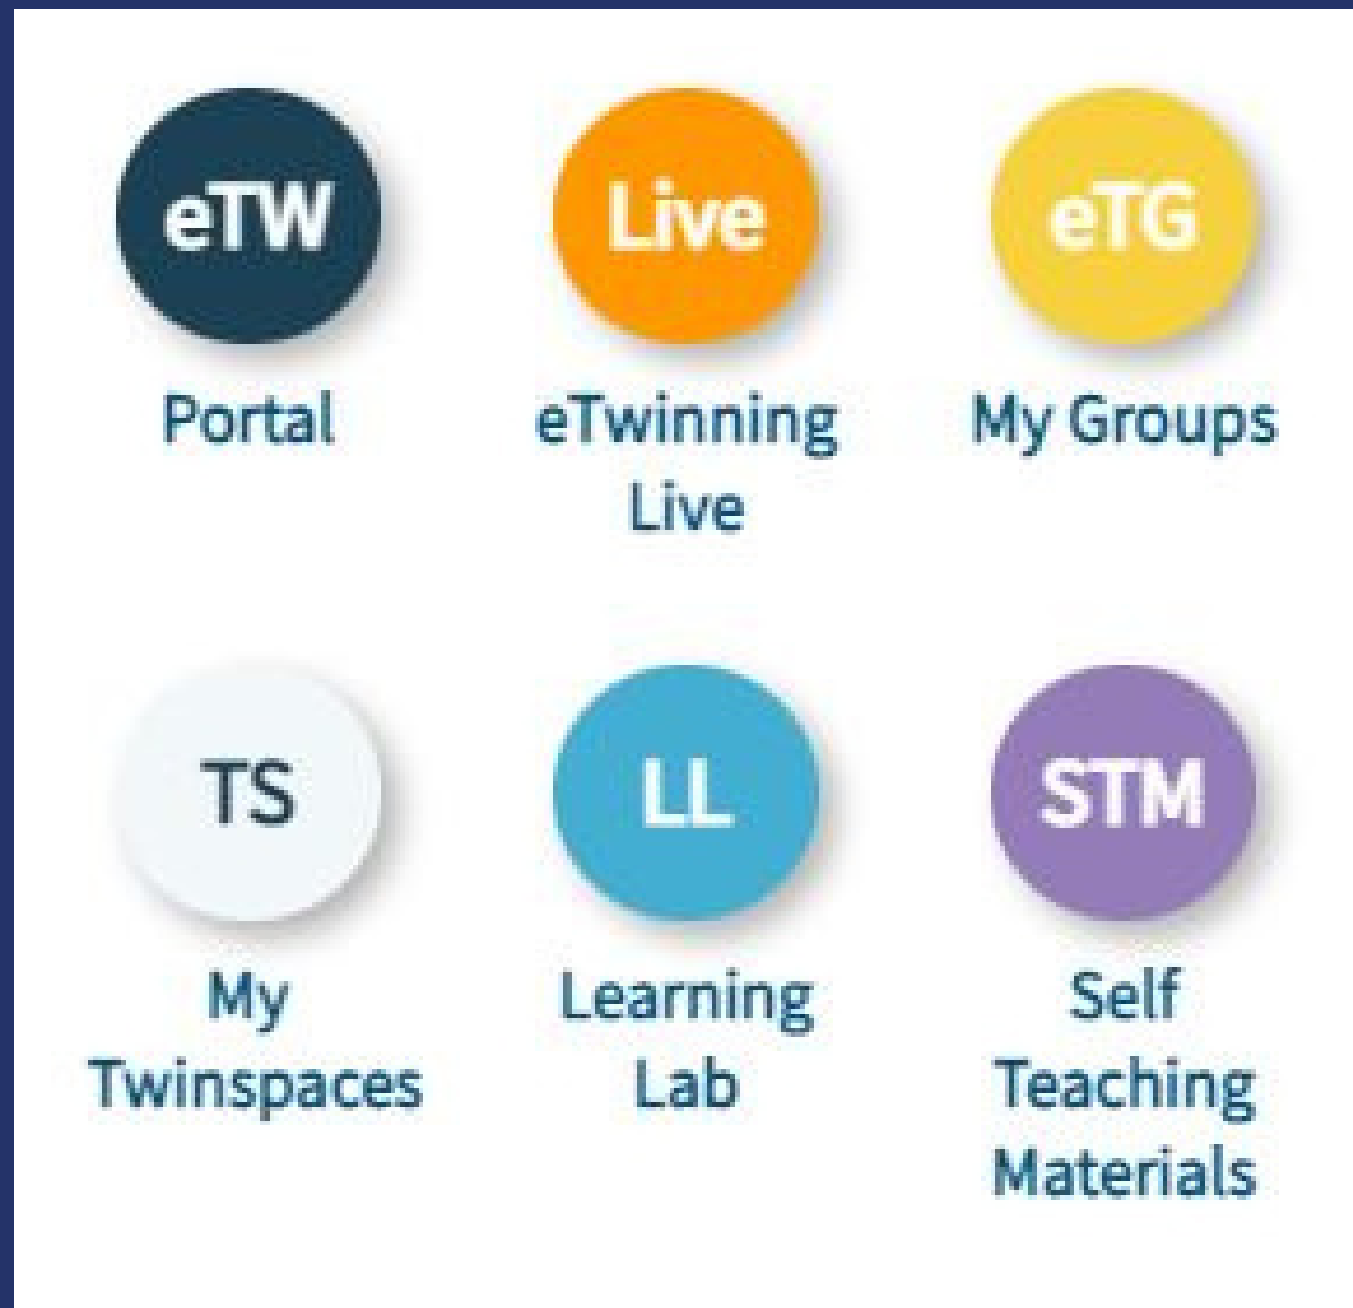 eTW
Portal
Live
eTwinning
Live
eTG
My Groups
TS
My
Twinspaces
LL
Learning
Lab
STM
Self
Teaching
Materials